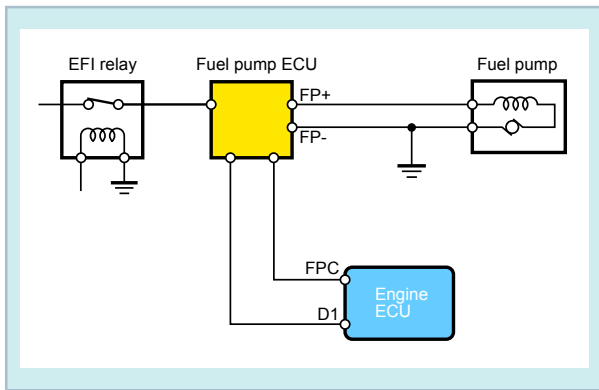 EFI relay
Fuel pump ECU
Fuel pump
FP+
FP-
FPC
Engine
ECU
D1